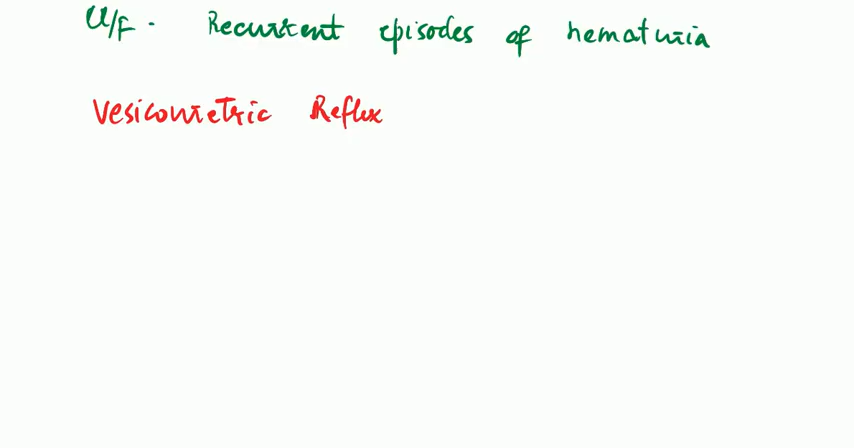 C/F - Recurrent episodes of hematuria
Vesicouretric Reflux